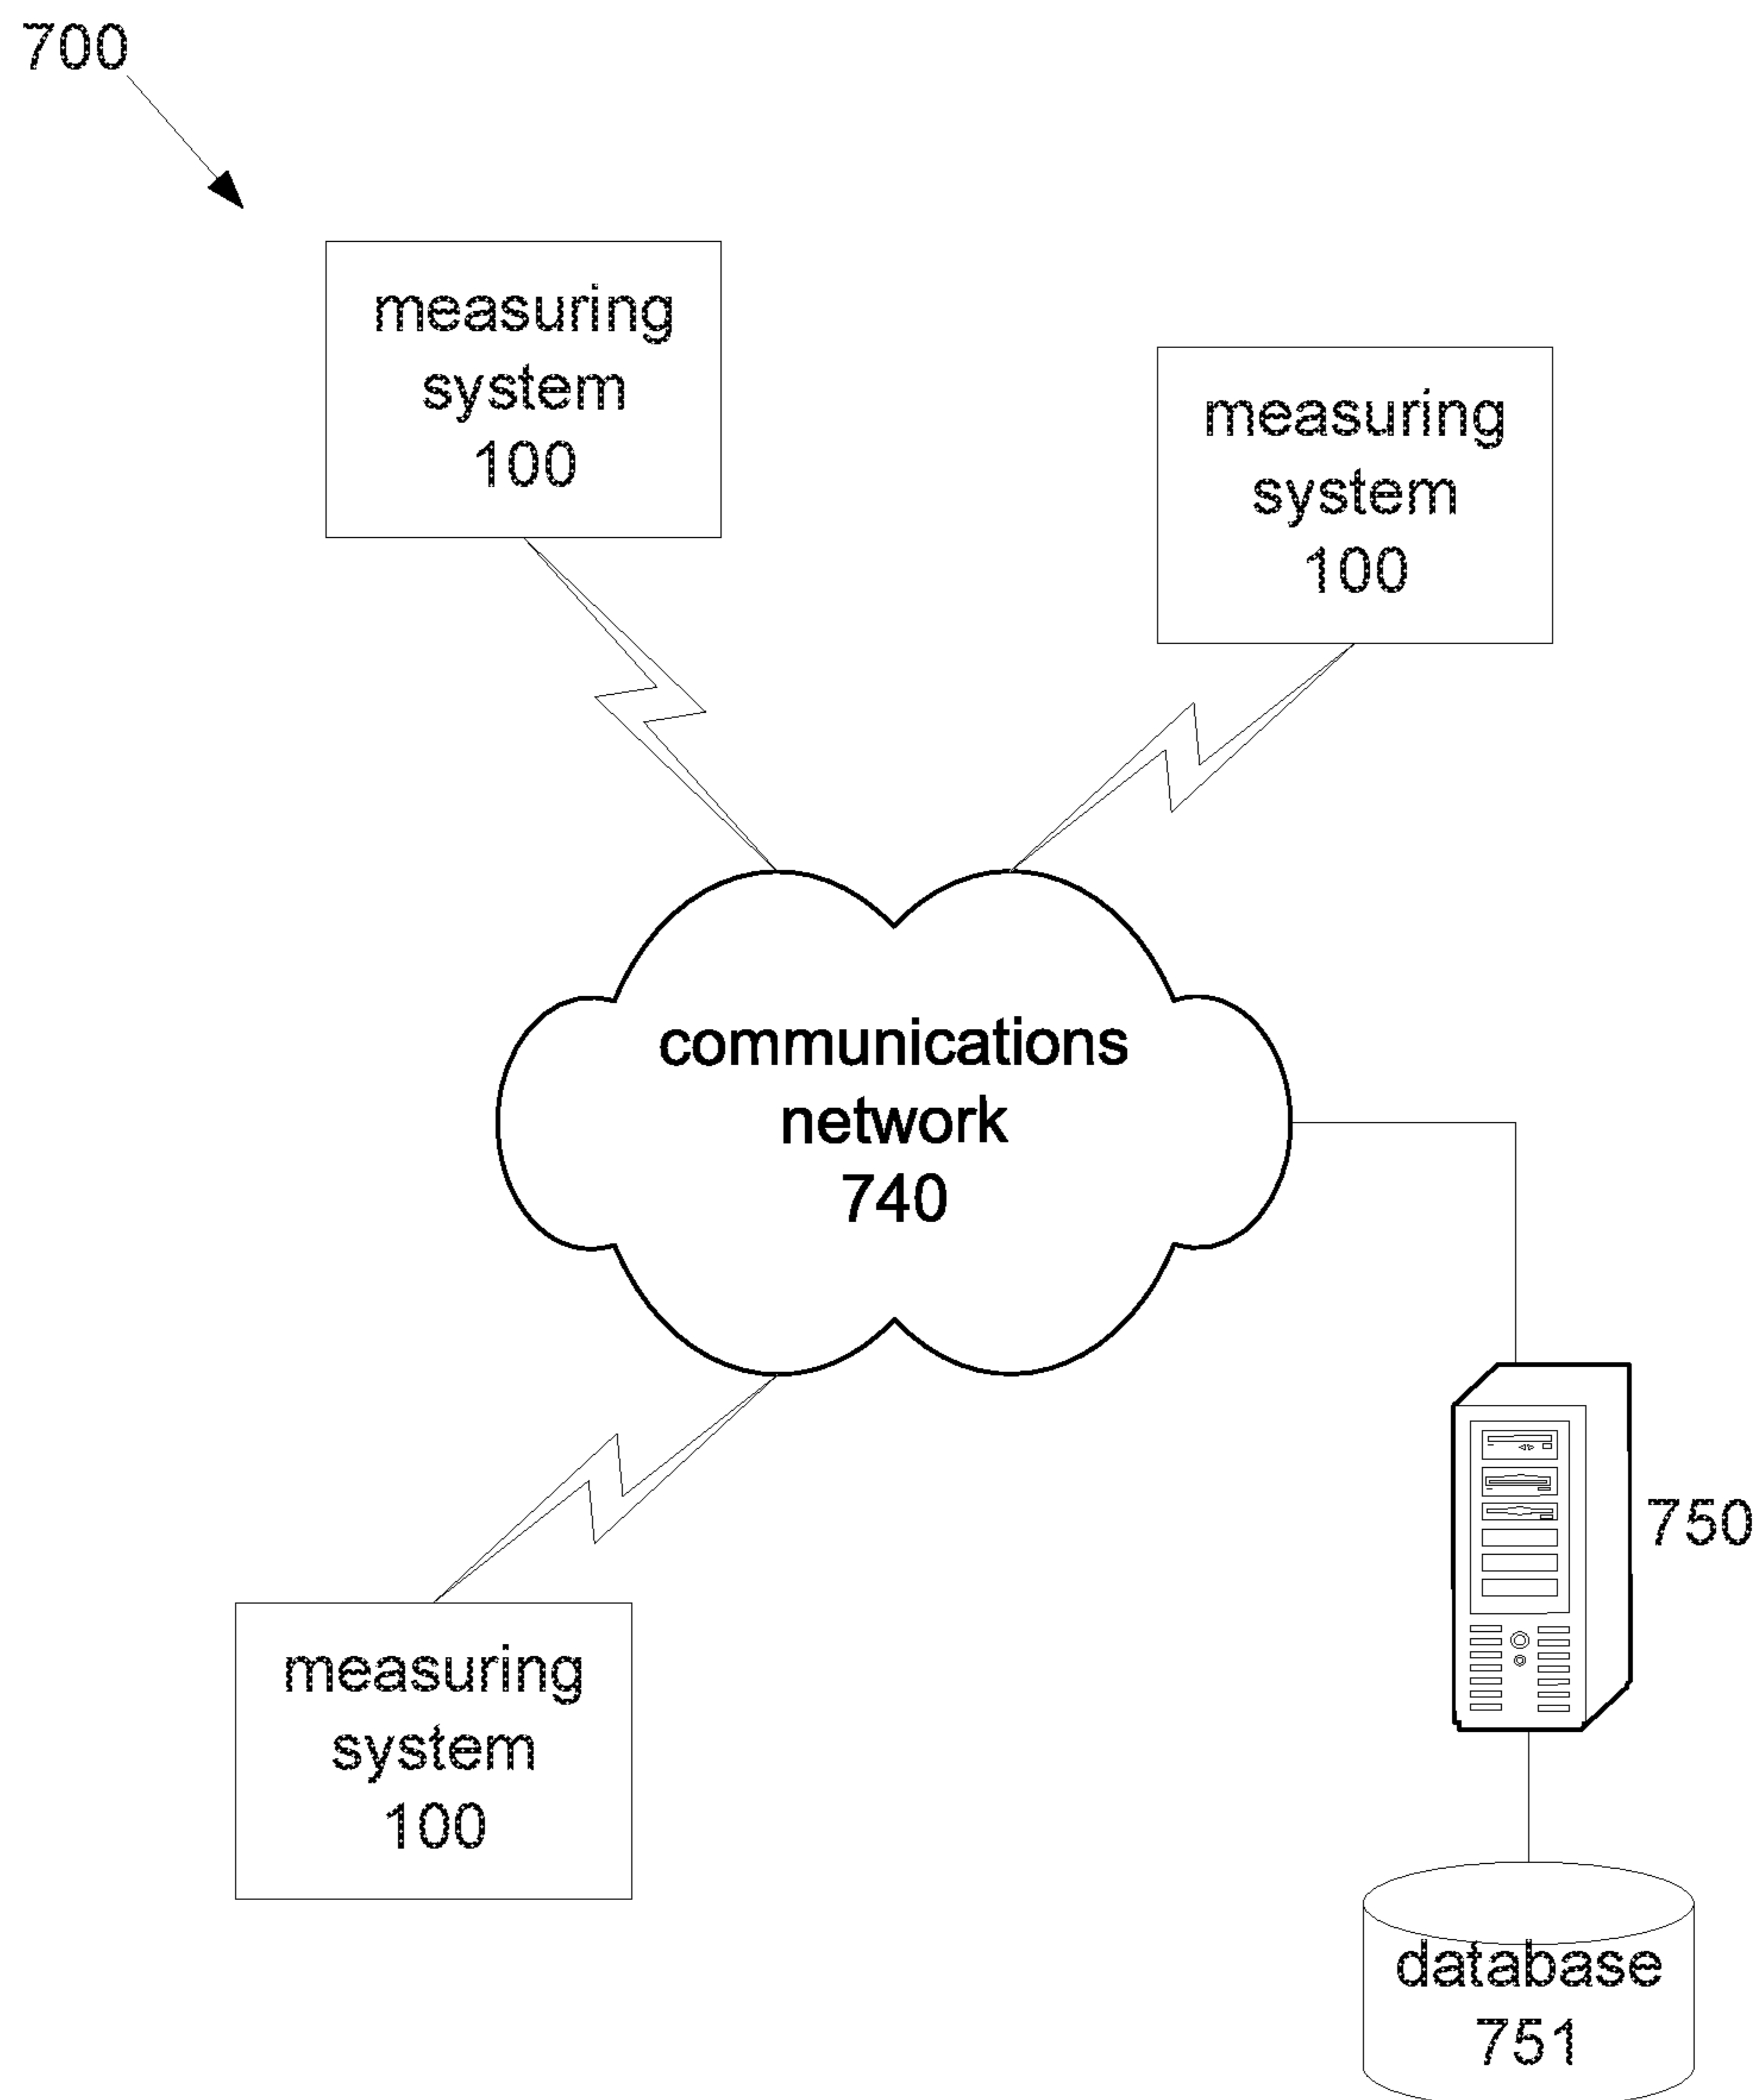 700
measuring
system
100
measuring
system
100
communications
network
740
750
measuring
system
100
database
751